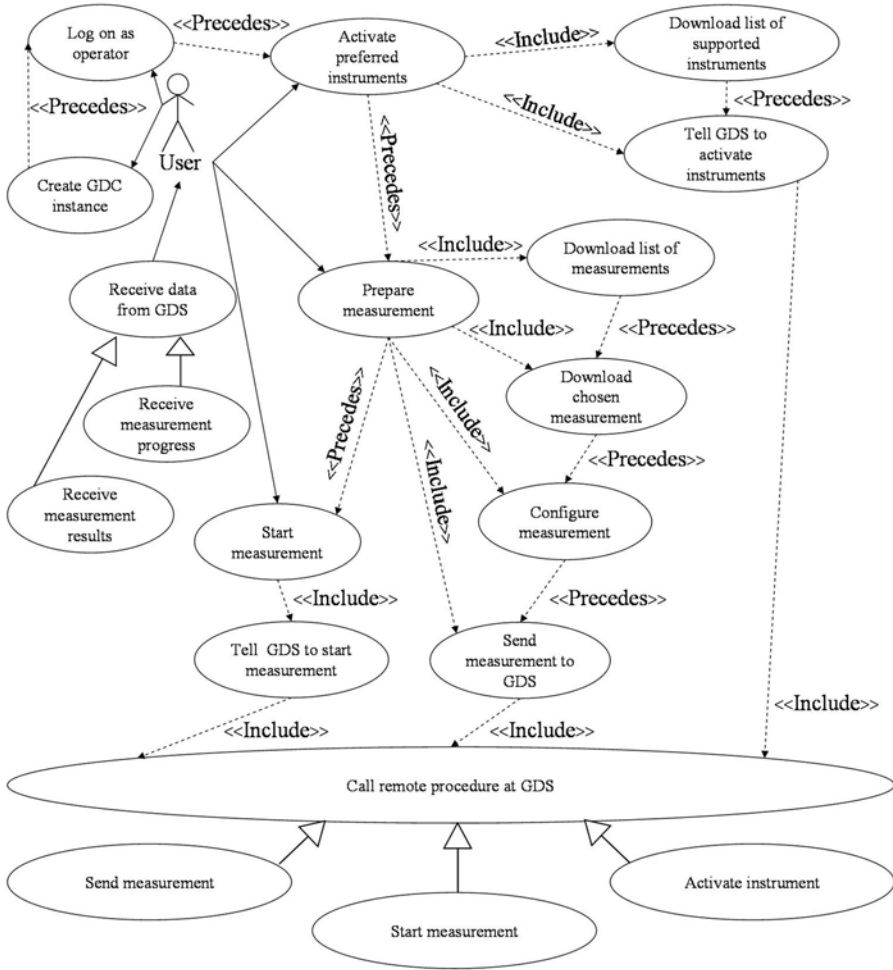 <<Precedes>>
Log on as
operator
Activate
preferred
instruments
<<Include>>
Download list of
supported
instruments
<<Precedes>>
<<Include>>
<<Precedes>>
Tell GDS to
activate
instruments
User
<<Precedes>>
Create GDC
instance
<<Include>>
Download list of
measurements
Receive data
from GDS
Prepare
measurement
<<Include>>
<<Precedes>>
Download
chosen
measurement
Receive
measurement
progress
<<Precedes>>
<<Include>>
<<Include>>
<<Precedes>>
Receive
measurement
results
Start
measurement
Configure
measurement
<<Include>>
<<Precedes>>
Tell GDS to start
measurement
Send
measurement to
GDS
<<Include>>
<<Include>>
<<Include>>
Call remote procedure at GDS
Send measurement
Activate instrument
Start measurement